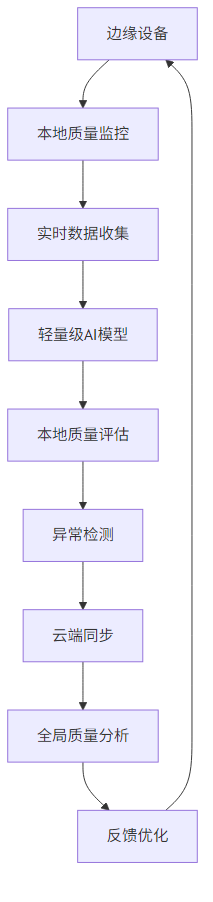 边缘设备
本地质量监控
实时数据收集
轻量级AI模型
本地质量评估
异常检测
云端同步
全局质量分析
反馈优化